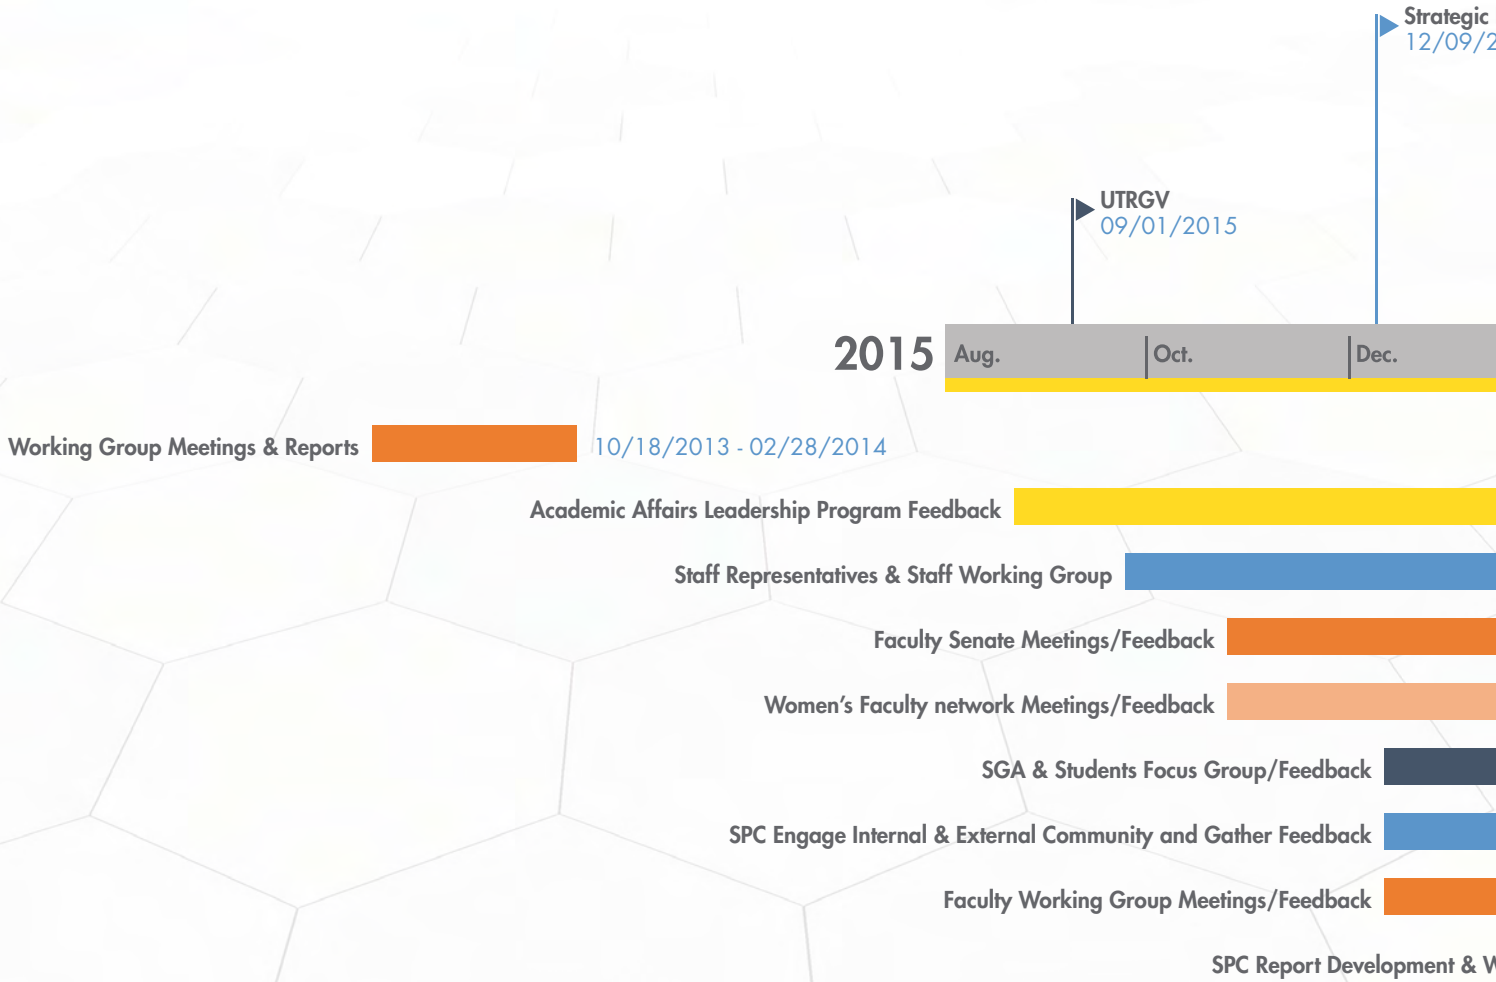 Strategic
12/09/2
UTRGV
09/01/2015
2015 Aug. Oct. Dec.
Working Group Meetings & Reports 10/18/2013 - 02/28/2014
Academic Affairs Leadership Program Feedback
Staff Representatives & Staff Working Group
Faculty Senate Meetings/Feedback
Women's Faculty network Meetings/Feedback
SGA & Students Focus Group/Feedback
SPC Engage Internal & External Community and Gather Feedback
Faculty Working Group Meetings/Feedback
SPC Report Development &